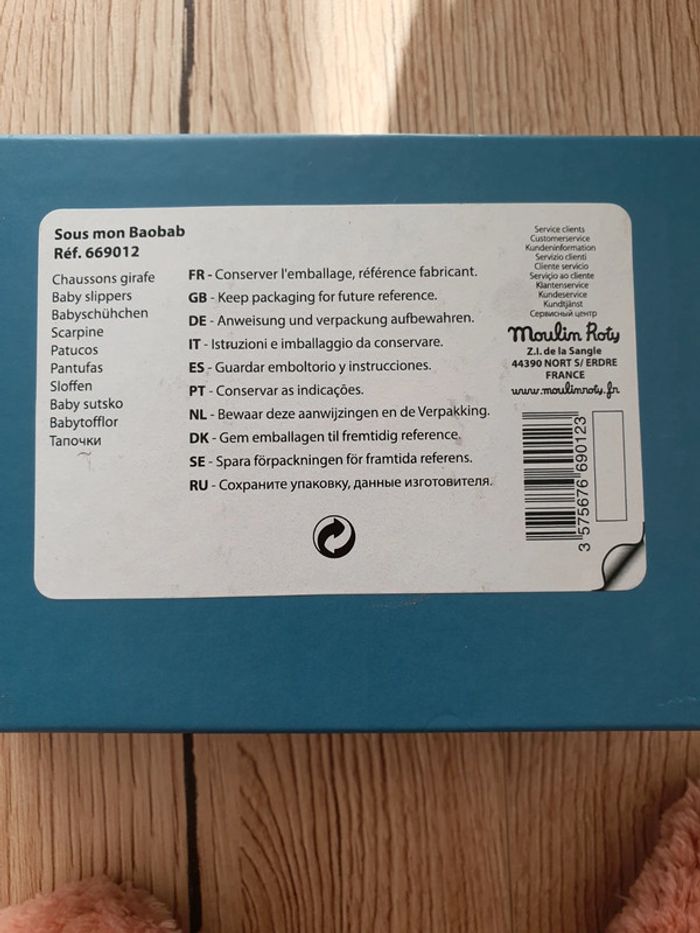 Sous mon Baobab
Réf. 669012
Chaussons girafe
Baby slippers
Babyschühchen
Scarpine
Patucos
Pantufas
Sloffen
Baby sutsko
Babytofflor
Тапочки
FR - Conserver l'emballage, référence fabricant.
GB - Keep packaging for future reference.
DE - Anweisung und verpackung aufbewahren.
IT - Istruzioni e imballaggio da conservare.
ES - Guardar emboltorio y instrucciones.
PT - Conservar as indicações.
NL - Bewaar deze aanwijzingen en de Verpakking.
DK - Gem emballagen til fremtidig reference.
SE - Spara förpackningen för framtida referens.
RU - Сохраните упаковку, данные изготовителя.
Service clients
Customerservice
Kundeninformation
Servizio clienti
Cliente servicio
Serviço ao cliente
Klantenservice
Kundeservice
Kundtjänst
Сервисный центр
Moulin Roty
Z.I. de la Sangle
44390 NORT S/ ERDRE
FRANCE
www.moulinroty.fr
3 575676 690123